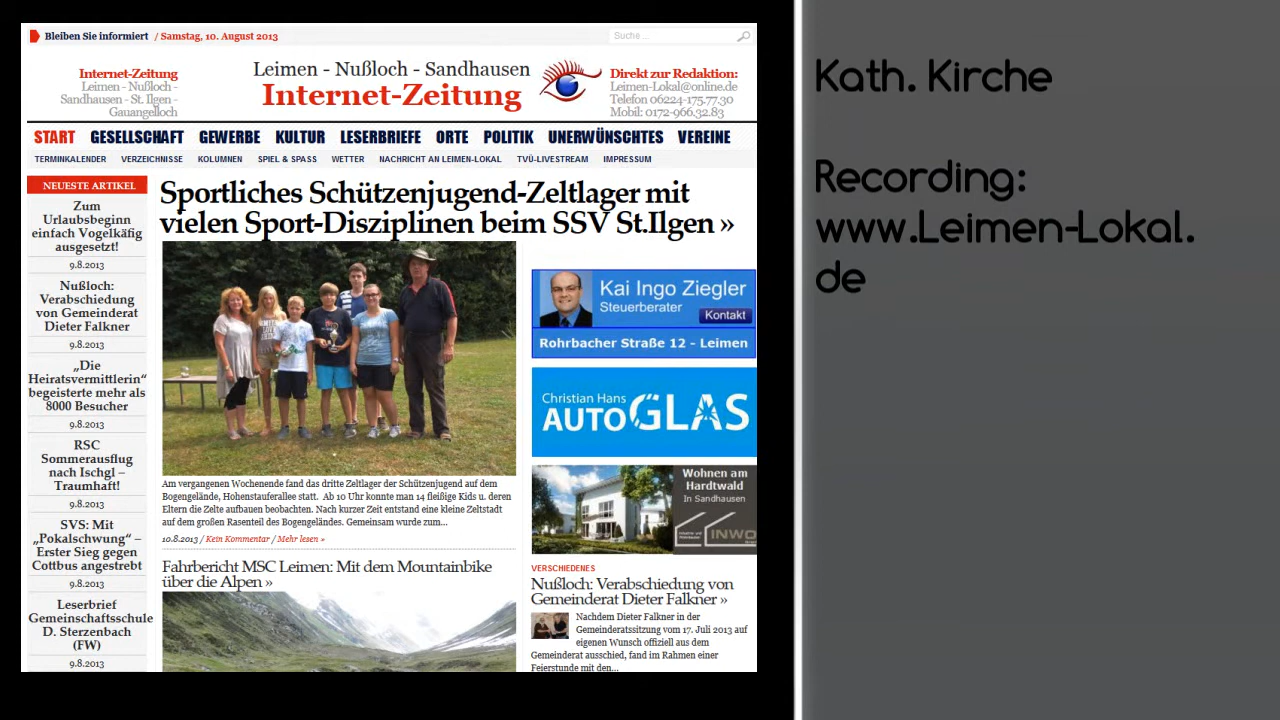 Bleiben Sie informiert / Samstag, 10. August 2013
Suche ...
Internet-Zeitung
Leimen - Nußloch -
Sandhausen - St. Ilgen -
Gauangelloch
Leimen - Nußloch - Sandhausen
Internet-Zeitung
Direkt zur Redaktion:
Leimen-Lokal@online.de
Telefon 06224-175.77.30
Mobil: 0172-966.32.83
START GESELLSCHAFT GEWERBE KULTUR LESERBRIEFE ORTE POLITIK UNERWÜNSCHTES VEREINE
TERMINKALENDER VERZEICHNISSE KOLUMNEN SPIEL & SPASS WETTER NACHRICHT AN LEIMEN-LOKAL TVÜ-LIVESTREAM IMPRESSUM
NEUESTE ARTIKEL
Zum
Urlaubsbeginn
einfach Vogelkäfig
ausgesetzt!
9.8.2013
Nußloch:
Verabschiedung
von Gemeinderat
Dieter Falkner
9.8.2013
„Die
Heiratsvermittlerin“
begeisterte mehr als
8000 Besucher
9.8.2013
RSC
Sommerausflug
nach Ischgl –
Traumhaft!
9.8.2013
SVS: Mit
„Pokalschwung“ –
Erster Sieg gegen
Cottbus angestrebt
9.8.2013
Leserbrief
Gemeinschaftsschule
D. Sterzenbach
(FW)
9.8.2013
Sportliches Schützenjugend-Zeltlager mit
vielen Sport-Disziplinen beim SSV St.Ilgen »
Am vergangenen Wochenende fand das dritte Zeltlager der Schützenjugend auf dem
Bogengelände, Hohenstauferallee statt. Ab 10 Uhr konnte man 14 fleißige Kids u. deren
Eltern die Zelte aufbauen beobachten. Nach kurzer Zeit entstand eine kleine Zeltstadt
auf dem großen Rasenteil des Bogengeländes. Gemeinsam wurde zum...
10.8.2013 / Kein Kommentar / Mehr lesen »
Fahrbericht MSC Leimen: Mit dem Mountainbike
über die Alpen »
Kai Ingo Ziegler
Steuerberater
Kontakt
Rohrbacher Straße 12 - Leimen
Christian Hans
AUTOGLAS
Wohnen am
Hardtwald
In Sandhausen
INWO
VERSCHIEDENES
Nußloch: Verabschiedung von
Gemeinderat Dieter Falkner »
Nachdem Dieter Falkner in der
Gemeinderatssitzung vom 17. Juli 2013 auf
eigenen Wunsch offiziell aus dem
Gemeinderat ausschied, fand im Rahmen einer
Feierstunde mit den...
Kath. Kirche
Recording:
www.Leimen-Lokal.
de